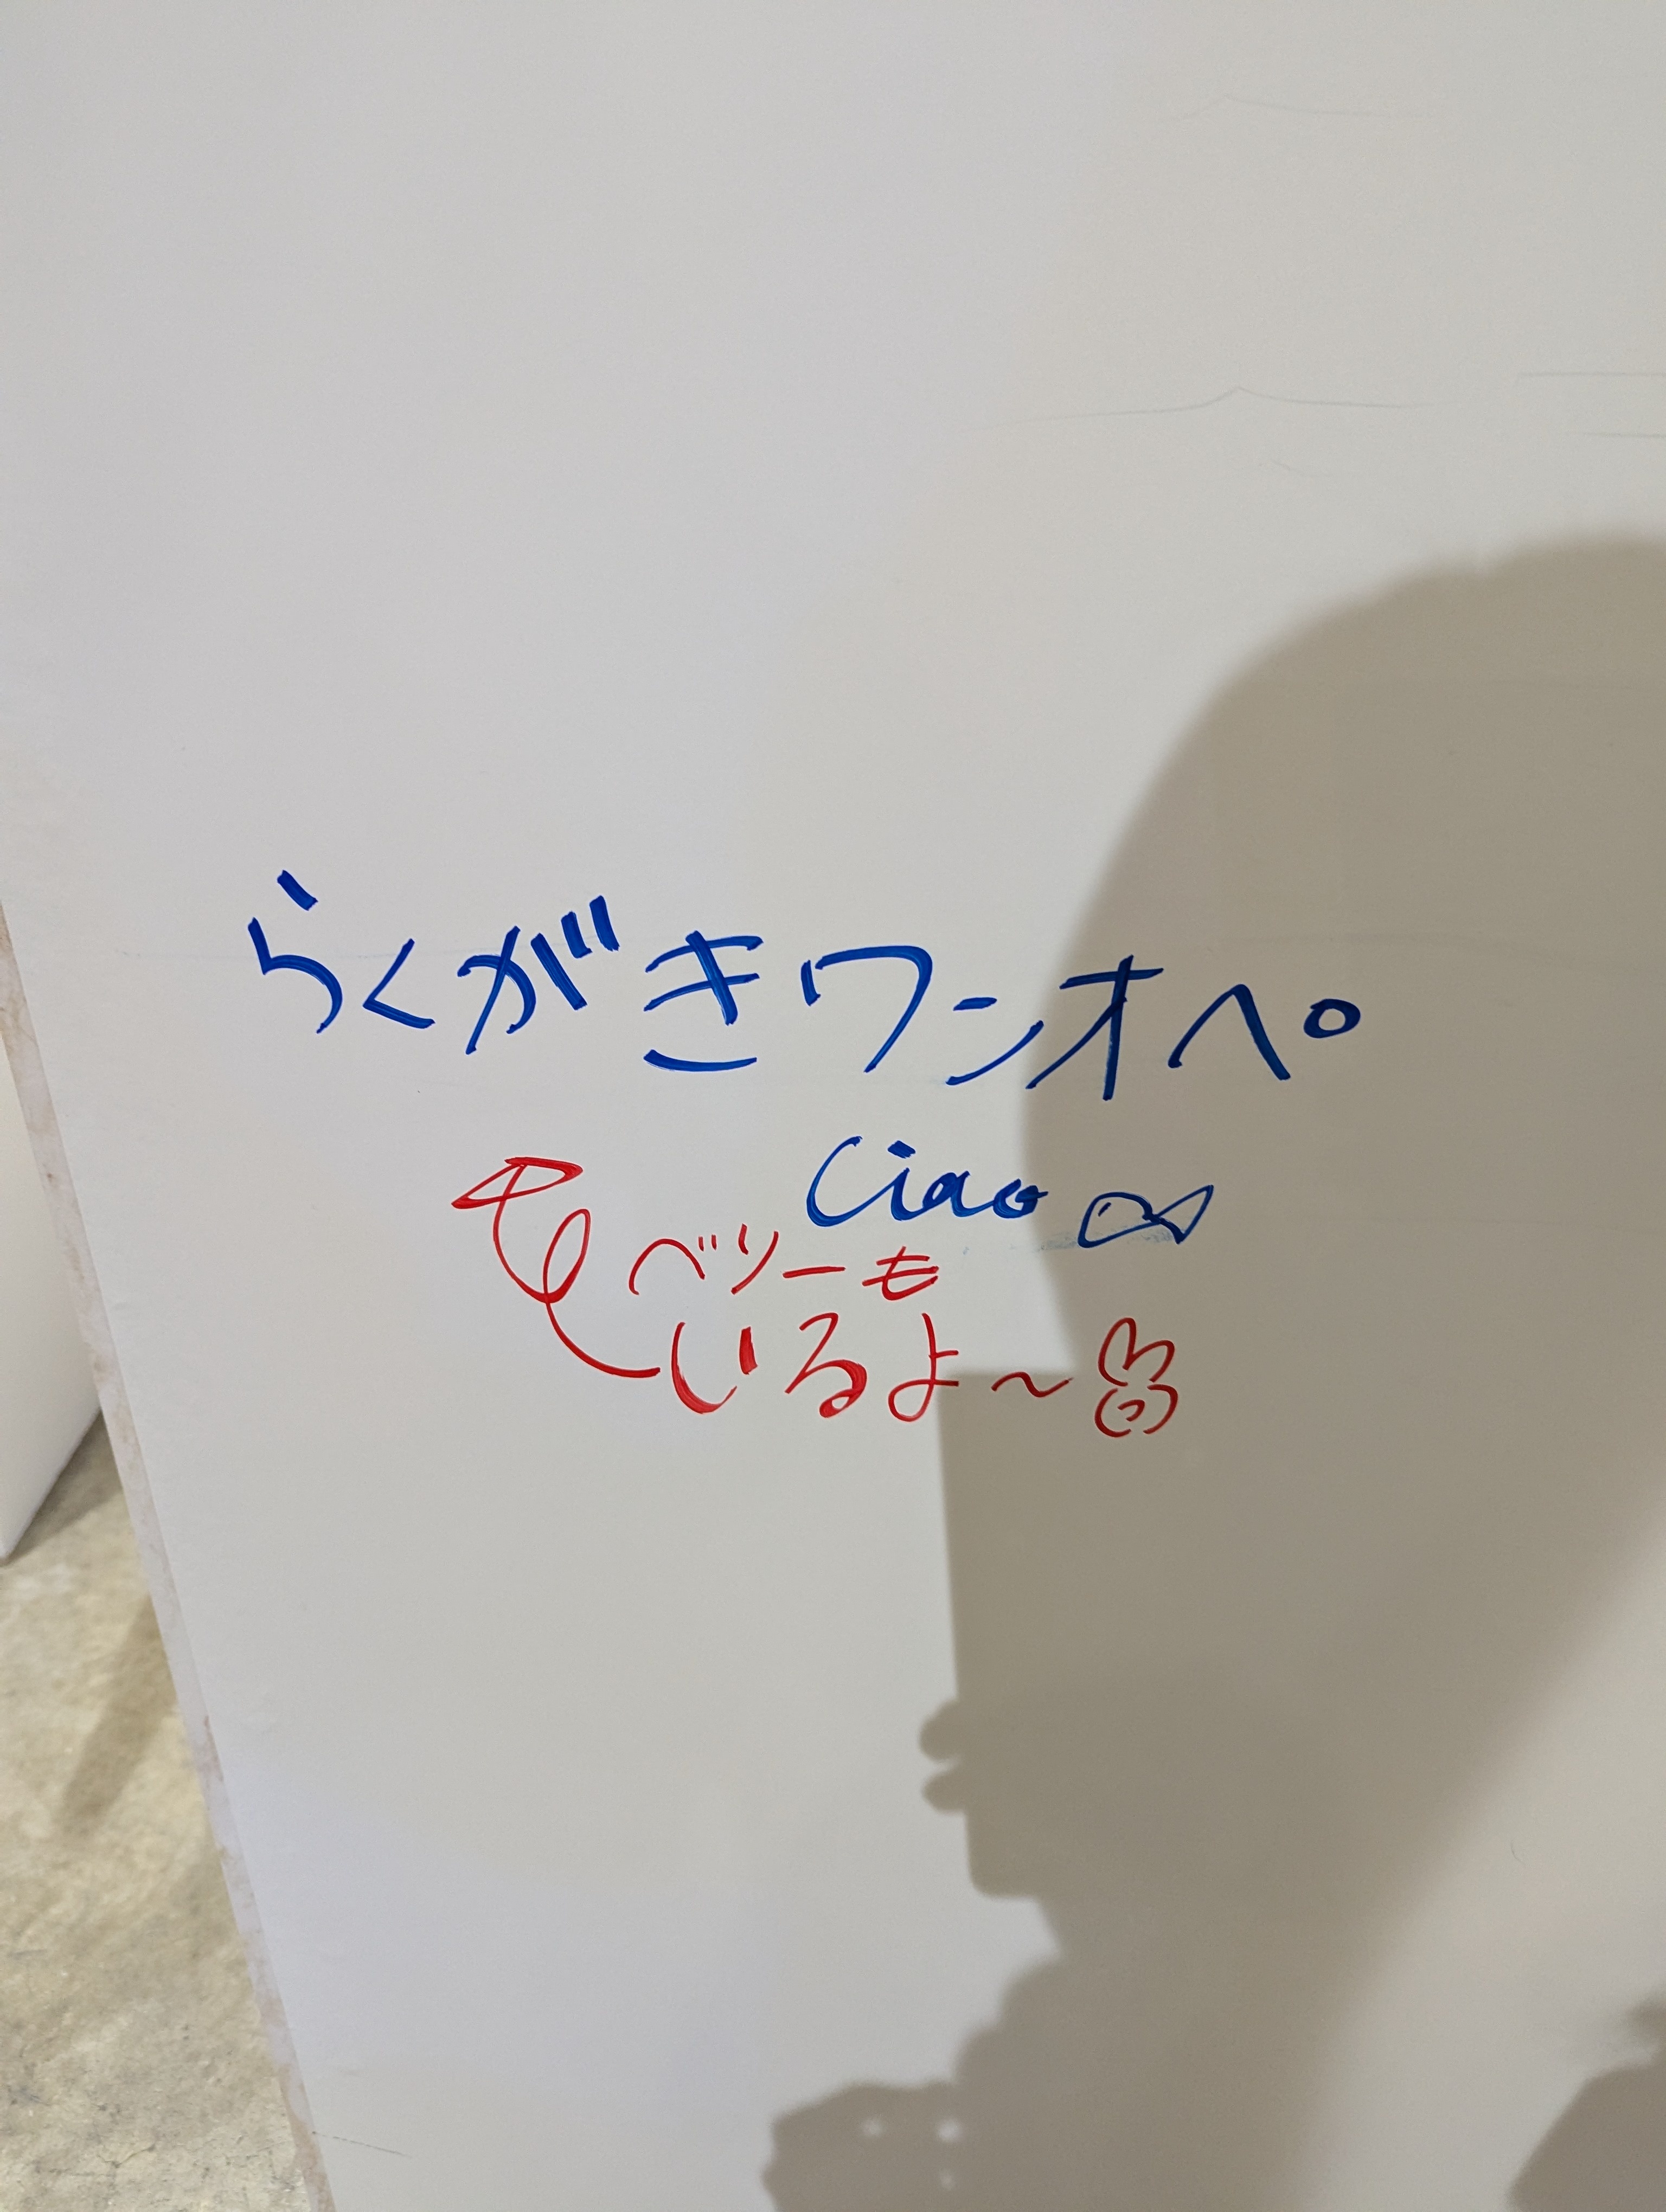 らくがきワンオペ
ciao
ベリーも
いるよ〜